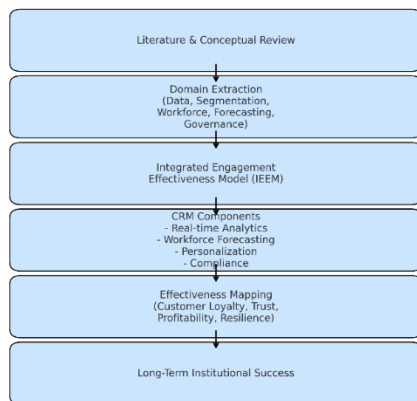 Literature & Conceptual Review
Domain Extraction
(Data, Segmentation,
Workforce, Forecasting,
Governance)
Integrated Engagement
Effectiveness Model (IEEM)
CRM Components
- Real-time Analytics
- Workforce Forecasting
- Personalization
- Compliance
Effectiveness Mapping
(Customer Loyalty, Trust,
Profitability, Resilience)
Long-Term Institutional Success